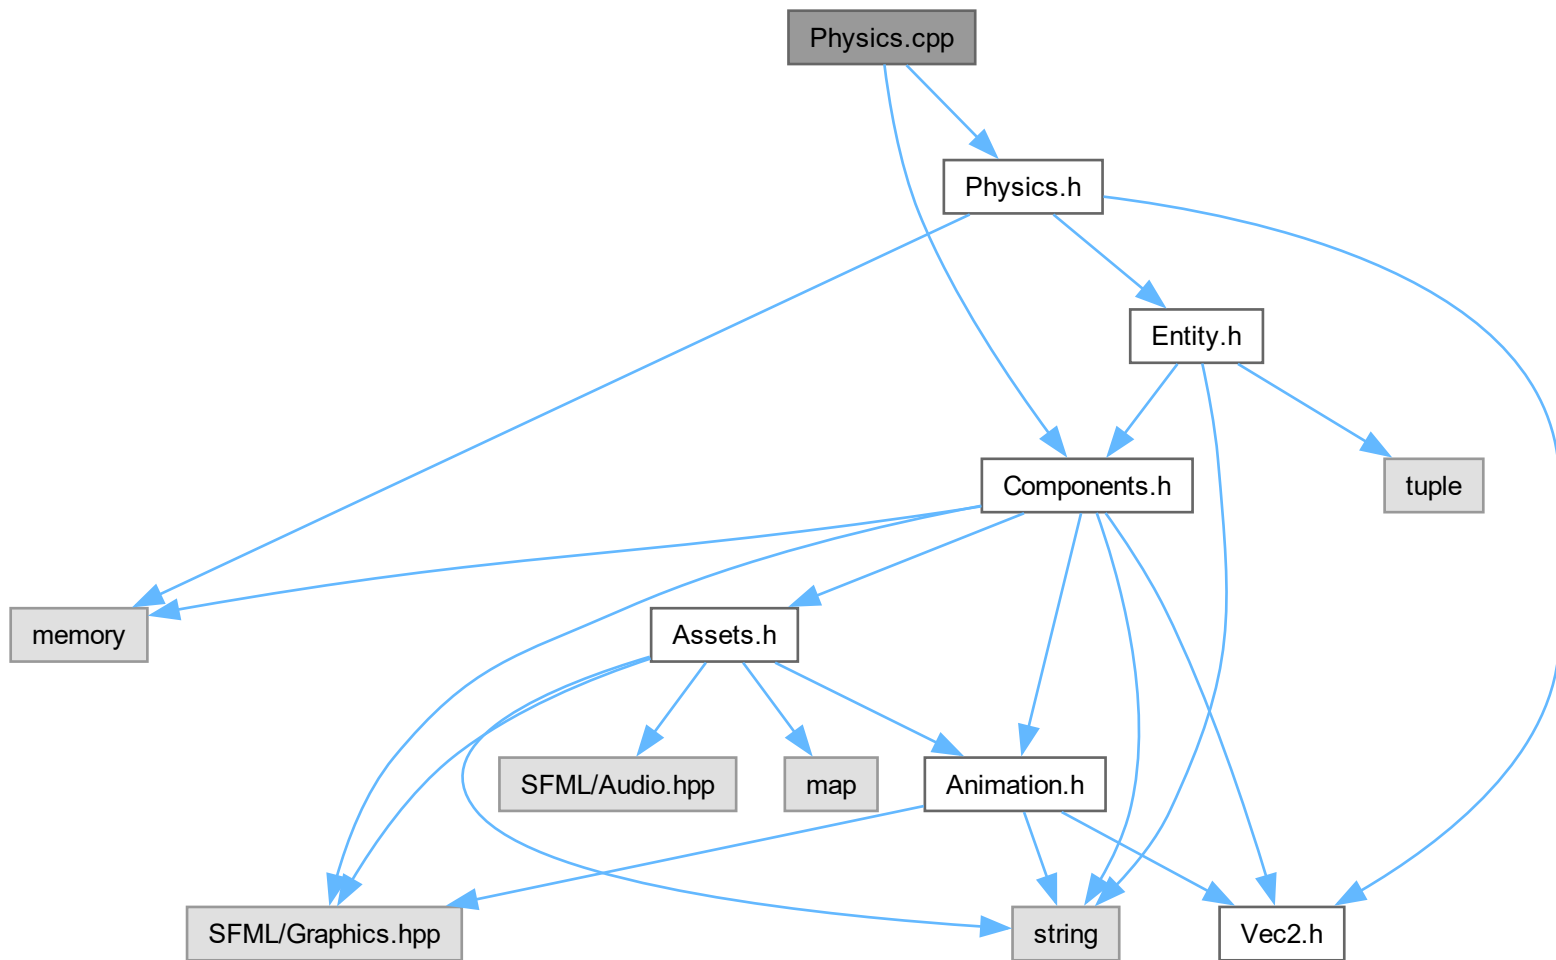 Physics.cpp
Physics.h
Entity.h
Components.h
tuple
memory
Assets.h
SFML/Audio.hpp
map
Animation.h
SFML/Graphics.hpp
string
Vec2.h